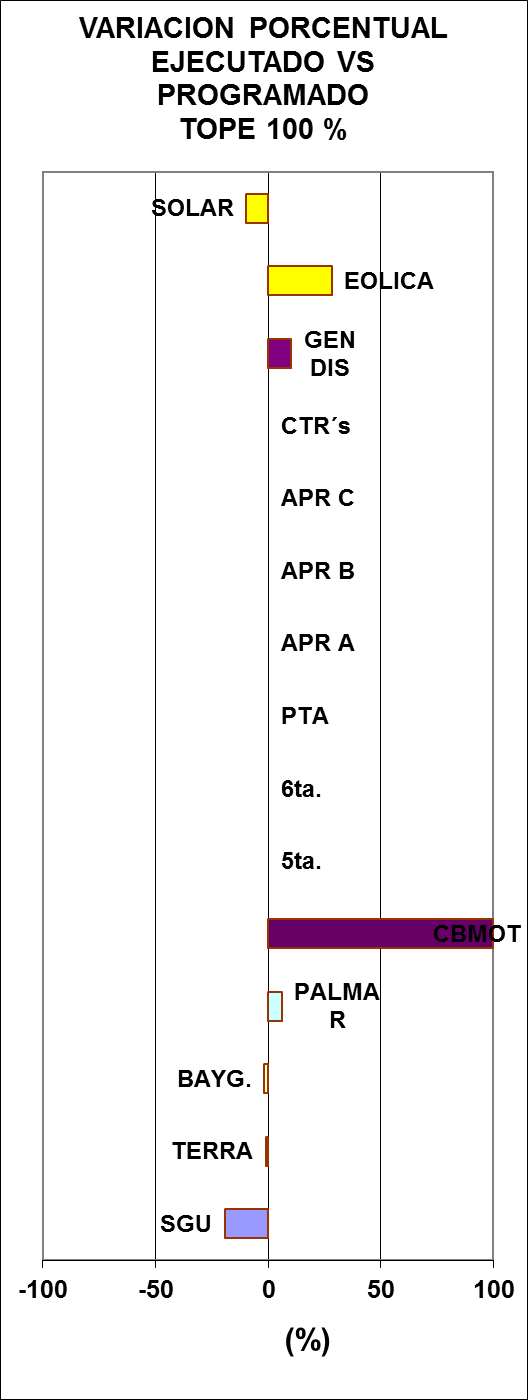 VARIACION PORCENTUAL
EJECUTADO VS
PROGRAMADO
TOPE 100 %
SOLAR
EOLICA
GEN
DIS
CTR´s
APR C
APR B
APR A
PTA
6ta.
5ta.
CBMOT
PALMA
R
BAYG.
TERRA
SGU
-100 -50 0 50 100
(%)